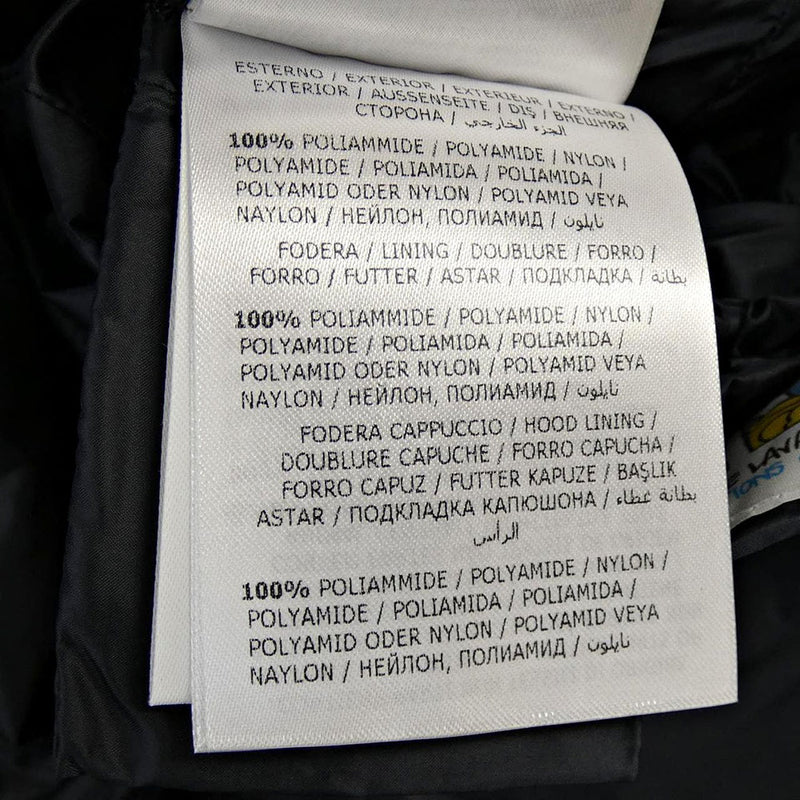 ESTERNO / EXTERIOR / EXTERIEUR / EXTERNO /
EXTERIOR / AUSSENSEITE / DIŞ / ВНЕШНЯЯ
СТОРОНА / الجزء الخارجي
100% POLIAMMIDE / POLYAMIDE / NYLON /
POLYAMIDE / POLIAMIDA / POLIAMIDA /
POLYAMID ODER NYLON / POLYAMID VEYA
NAYLON / НЕЙЛОН, ПОЛИАМИД / نايلون
FODERA / LINING / DOUBLURE / FORRO /
FORRO / FUTTER / ASTAR / ПОДКЛАДКА / بطانة
100% POLIAMMIDE / POLYAMIDE / NYLON /
POLYAMIDE / POLIAMIDA / POLIAMIDA /
POLYAMID ODER NYLON / POLYAMID VEYA
NAYLON / НЕЙЛОН, ПОЛИАМИД / نايلون
FODERA CAPPUCCIO / HOOD LINING /
DOUBLURE CAPUCHE / FORRO CAPUCHA /
FORRO CAPUZ / FUTTER KAPUZE / BAŞLIK
ASTAR / ПОДКЛАДКА КАПЮШОНА / بطانة غطاء
الرأس
100% POLIAMMIDE / POLYAMIDE / NYLON /
POLYAMIDE / POLIAMIDA / POLIAMIDA /
POLYAMID ODER NYLON / POLYAMID VEYA
NAYLON / НЕЙЛОН, ПОЛИАМИД / نايلون